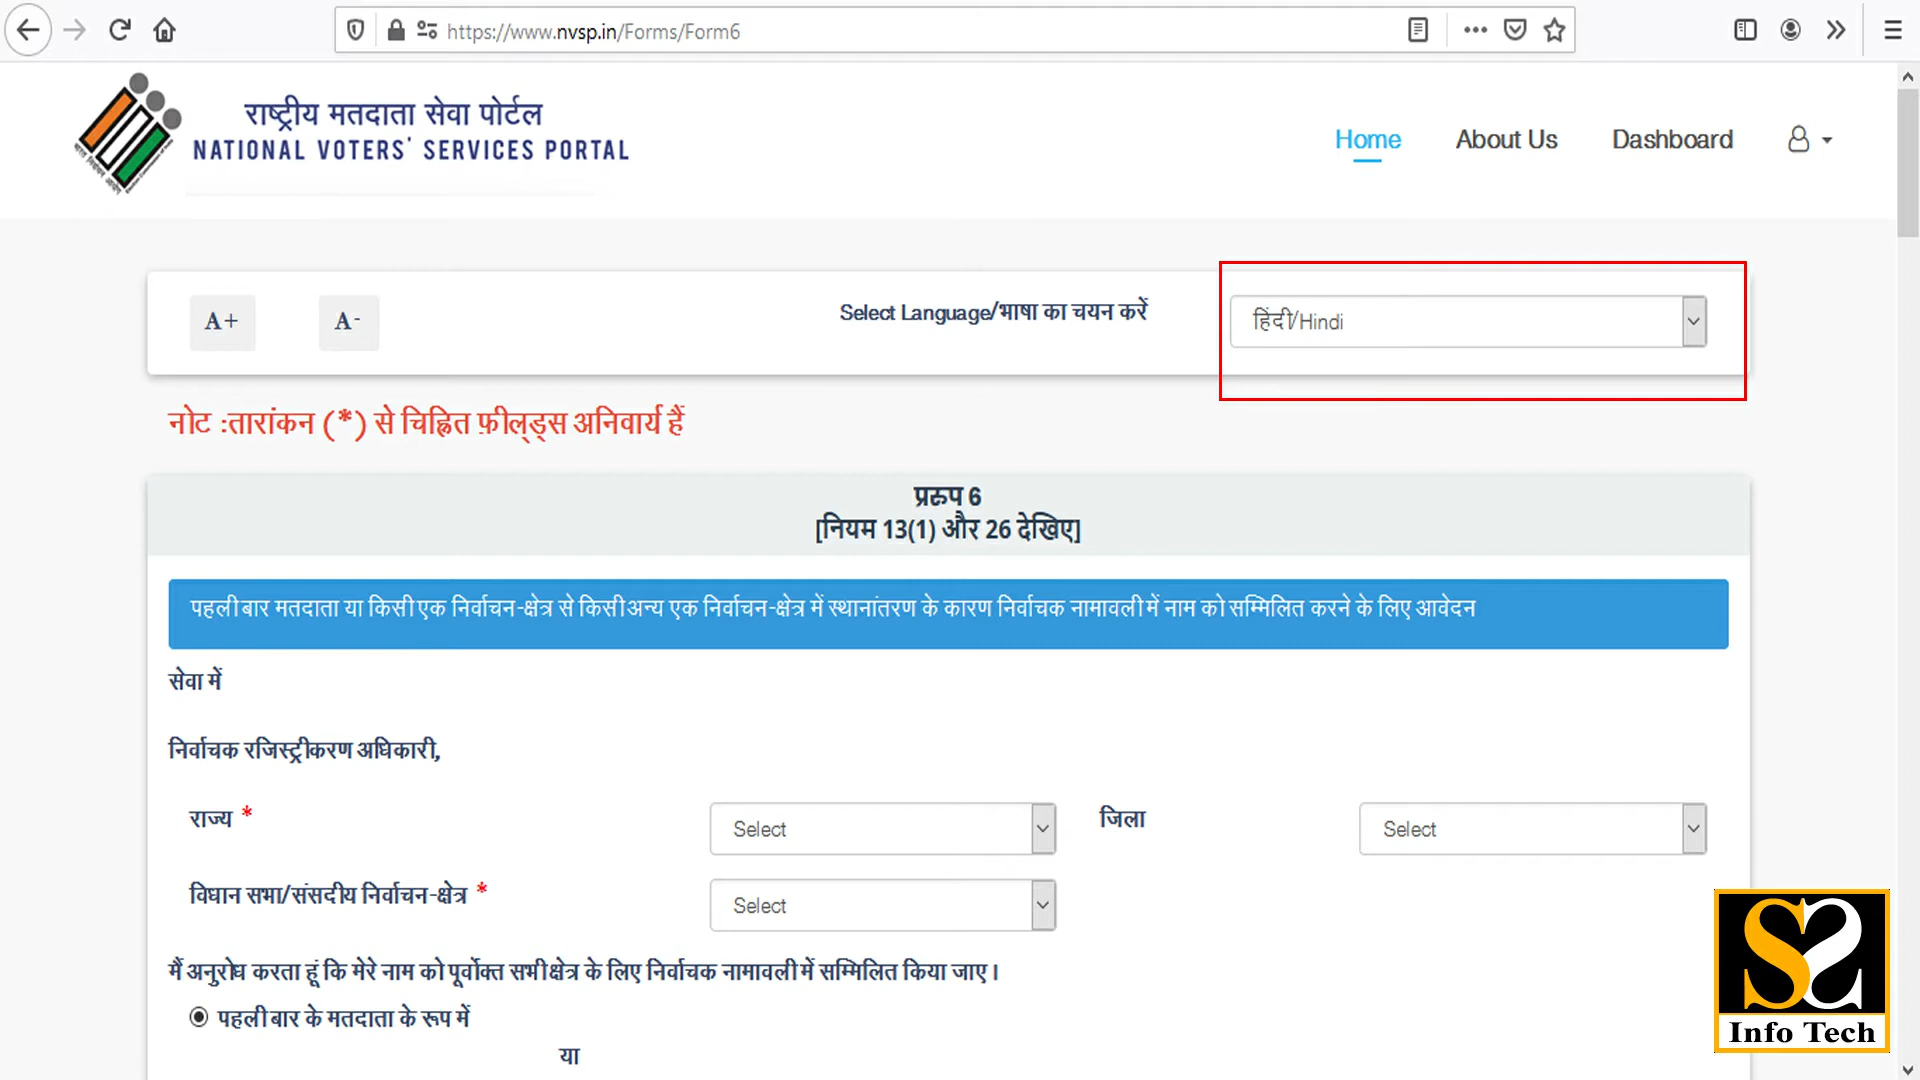 https://www.nvsp.in/Forms/Form6
राष्ट्रीय मतदाता सेवा पोर्टल
NATIONAL VOTERS' SERVICES PORTAL
Home About Us Dashboard
A+ A- Select Language/भाषा का चयन करें हिंदी/Hindi
नोट :तारांकन (*) से चिह्नित फ़ील्ड्स अनिवार्य हैं
प्ररुप 6
[नियम 13(1) और 26 देखिए]
पहली बार मतदाता या किसी एक निर्वाचन-क्षेत्र से किसी अन्य एक निर्वाचन-क्षेत्र में स्थानांतरण के कारण निर्वाचक नामावली में नाम को सम्मिलित करने के लिए आवेदन
सेवा में
निर्वाचक रजिस्ट्रीकरण अधिकारी,
राज्य * Select जिला Select
विधान सभा/संसदीय निर्वाचन-क्षेत्र * Select
मैं अनुरोध करता हूं कि मेरे नाम को पूर्वोक्त सभी क्षेत्र के लिए निर्वाचक नामावली में सम्मिलित किया जाए ।
पहली बार के मतदाता के रूप में
या
SS
Info Tech